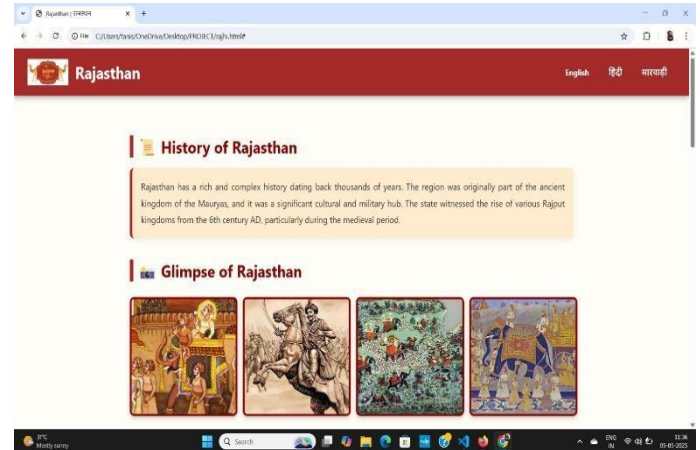 Rajasthan | राजस्थान
File C:/Users/tanis/OneDrive/Desktop/PROJECT/rajhi.html#
Rajasthan
English हिंदी मारवाड़ी
History of Rajasthan
Rajasthan has a rich and complex history dating back thousands of years. The region was originally part of the ancient
kingdom of the Mauryas, and it was a significant cultural and military hub. The state witnessed the rise of various Rajput
kingdoms from the 6th century AD, particularly during the medieval period.
Glimpse of Rajasthan
Mostly sunny
Search
ENG
IN
11:36
05-05-2025